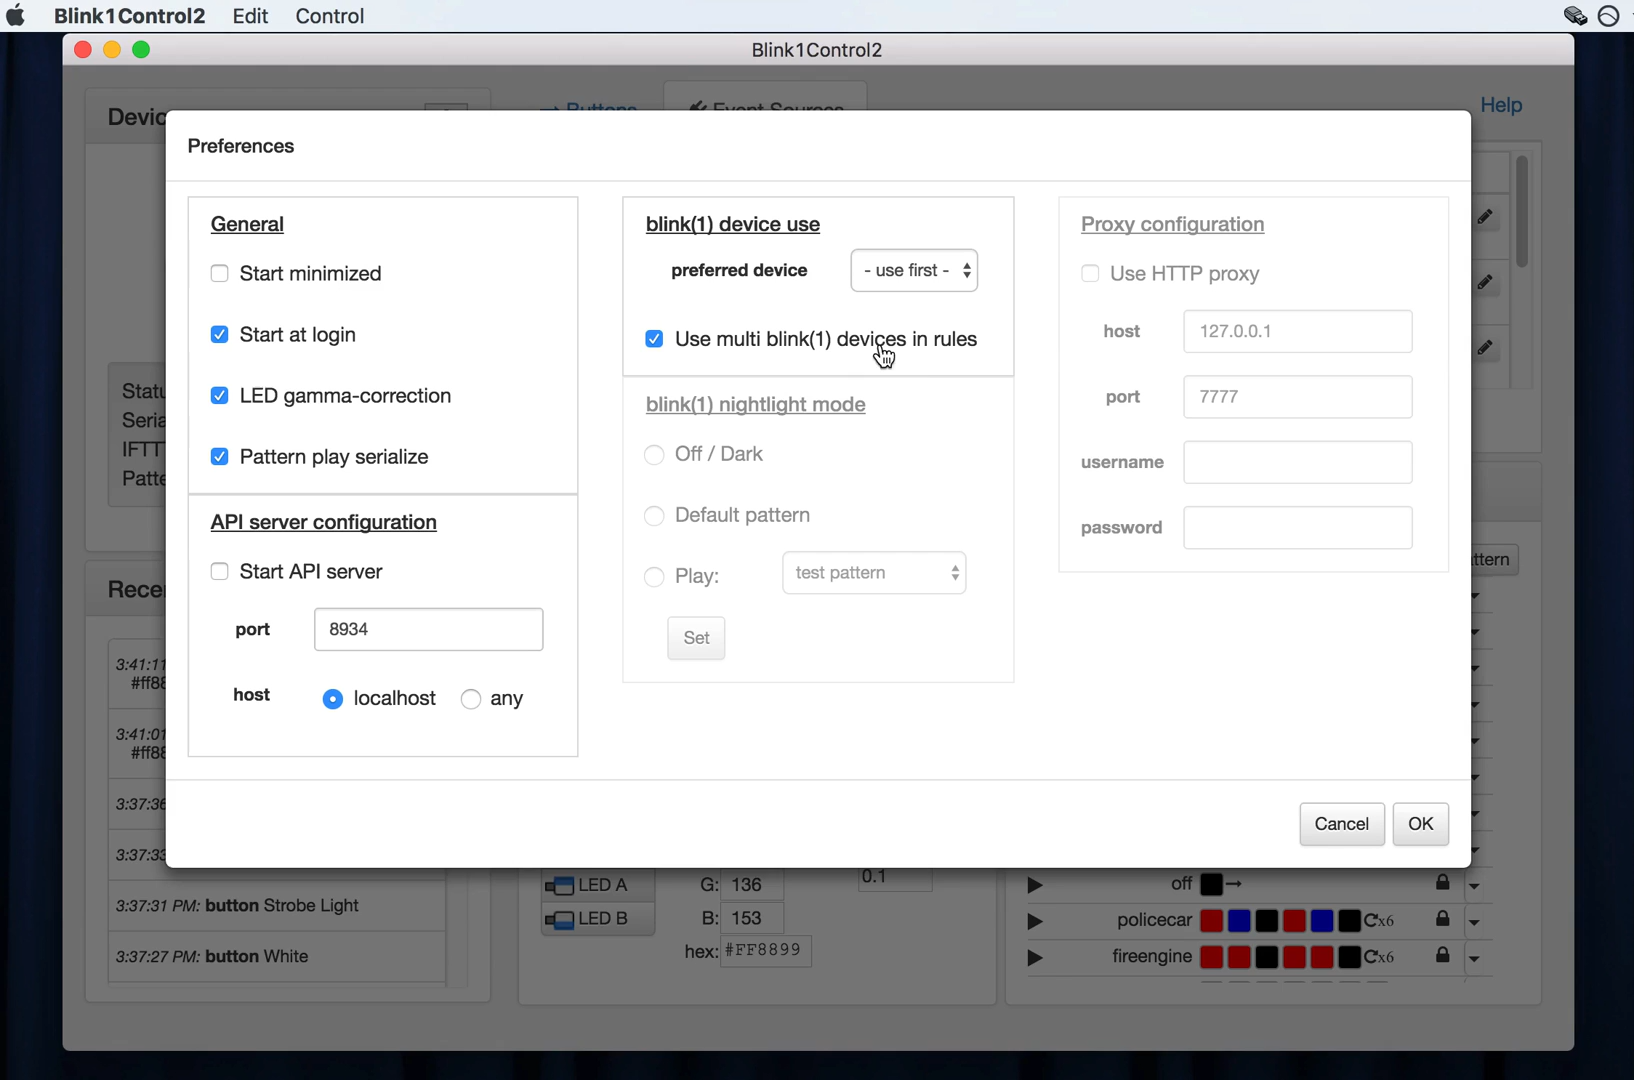 Blink1Control2 Edit Control
Blink1Control2
Help
Preferences
General
Start minimized
Start at login
LED gamma-correction
Pattern play serialize
API server configuration
Start API server
port 8934
host localhost any
blink(1) device use
preferred device - use first -
Use multi blink(1) devices in rules
blink(1) nightlight mode
Off / Dark
Default pattern
Play: test pattern
Set
Proxy configuration
Use HTTP proxy
host 127.0.0.1
port 7777
username
password
Cancel OK
3:37:31 PM: button Strobe Light
3:37:27 PM: button White
LED A
LED B
G: 136
B: 153
hex: #FF8899
0.1
off
policecar x6
fireengine x6